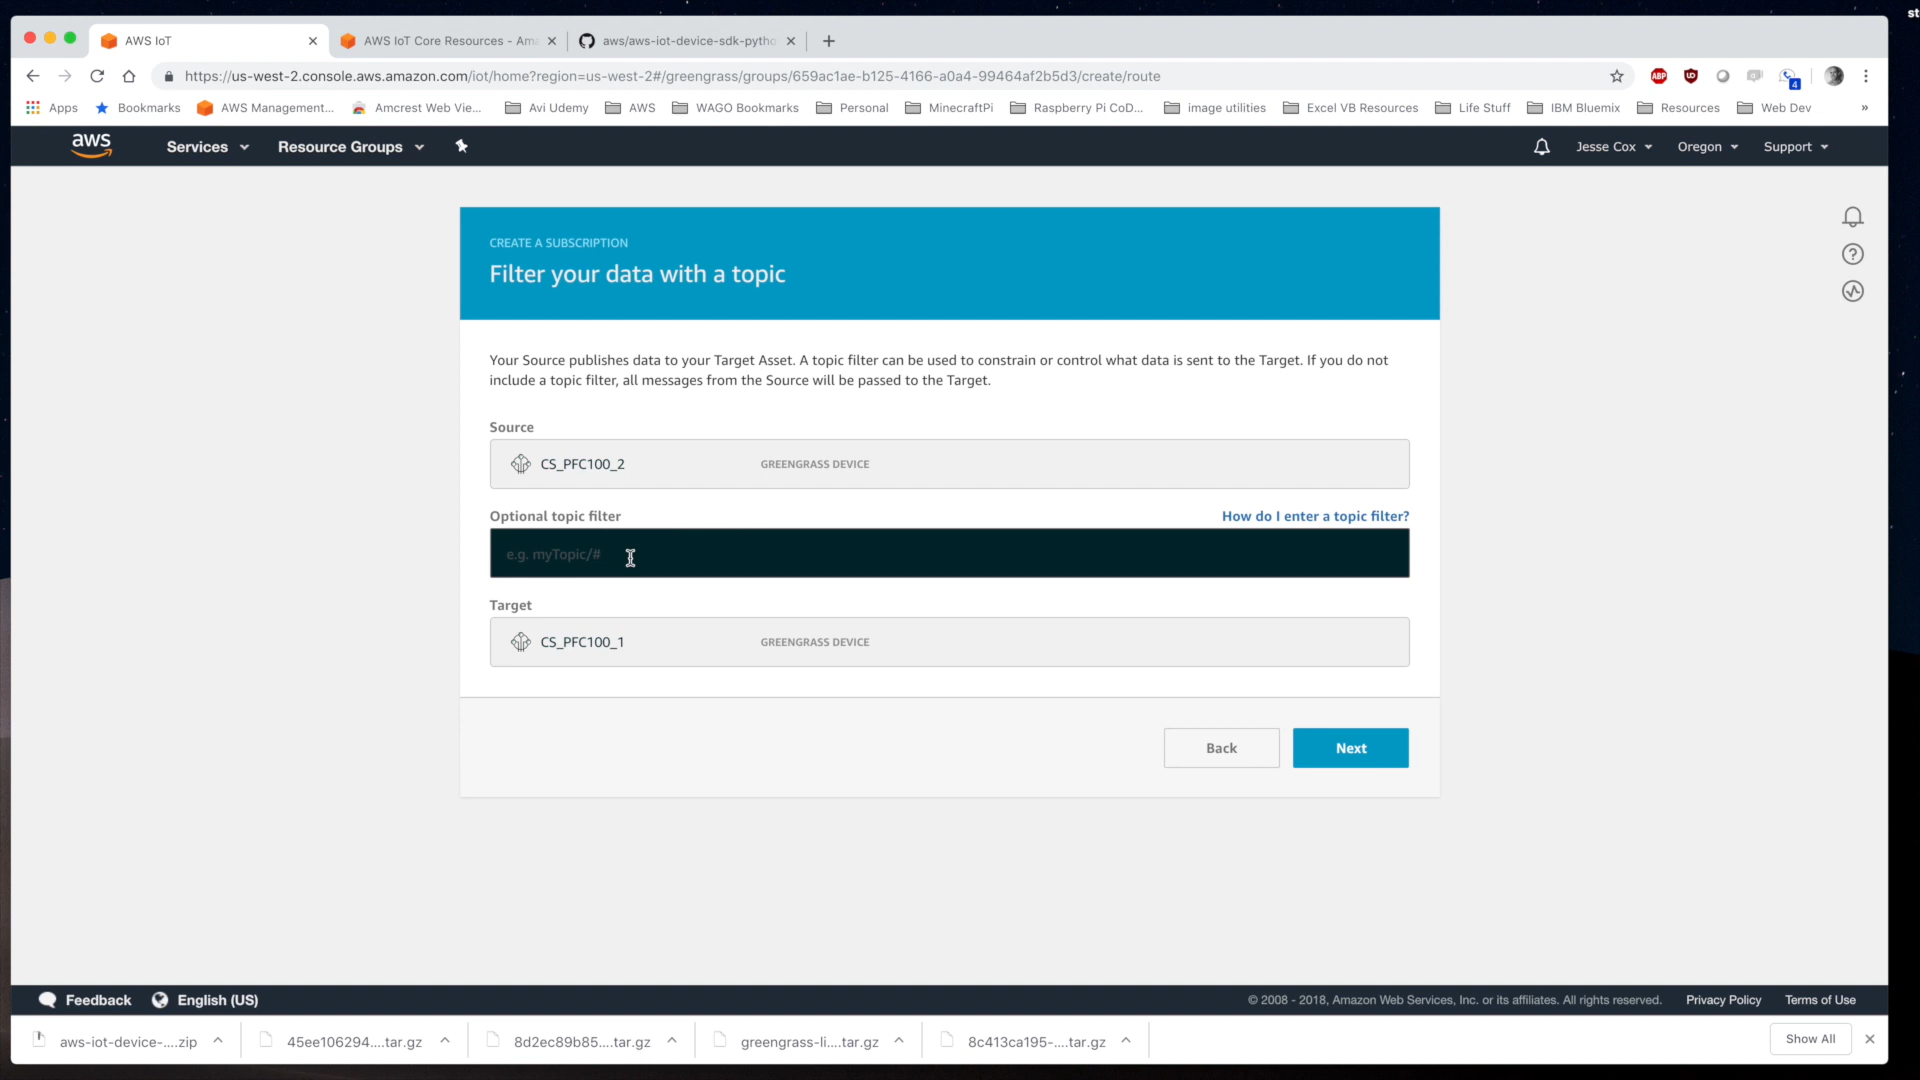 st
AWS IoT
AWS IoT Core Resources - Ama
aws/aws-iot-device-sdk-pytho
https://us-west-2.console.aws.amazon.com/iot/home?region=us-west-2#/greengrass/groups/659ac1ae-b125-4166-a0a4-99464af2b5d3/create/route
ABP
4
Apps
Bookmarks
AWS Management...
Amcrest Web Vie...
Avi Udemy
AWS
WAGO Bookmarks
Personal
MinecraftPi
Raspberry Pi CoD...
image utilities
Excel VB Resources
Life Stuff
IBM Bluemix
Resources
Web Dev
»
aws
Services
Resource Groups
Jesse Cox
Oregon
Support
CREATE A SUBSCRIPTION
Filter your data with a topic
Your Source publishes data to your Target Asset. A topic filter can be used to constrain or control what data is sent to the Target. If you do not
include a topic filter, all messages from the Source will be passed to the Target.
Source
CS_PFC100_2
GREENGRASS DEVICE
Optional topic filter
How do I enter a topic filter?
e.g. myTopic/#
Target
CS_PFC100_1
GREENGRASS DEVICE
Back
Next
Feedback
English (US)
© 2008 - 2018, Amazon Web Services, Inc. or its affiliates. All rights reserved.
Privacy Policy
Terms of Use
aws-iot-device-....zip
45ee106294....tar.gz
8d2ec89b85....tar.gz
greengrass-li....tar.gz
8c413ca195-....tar.gz
Show All